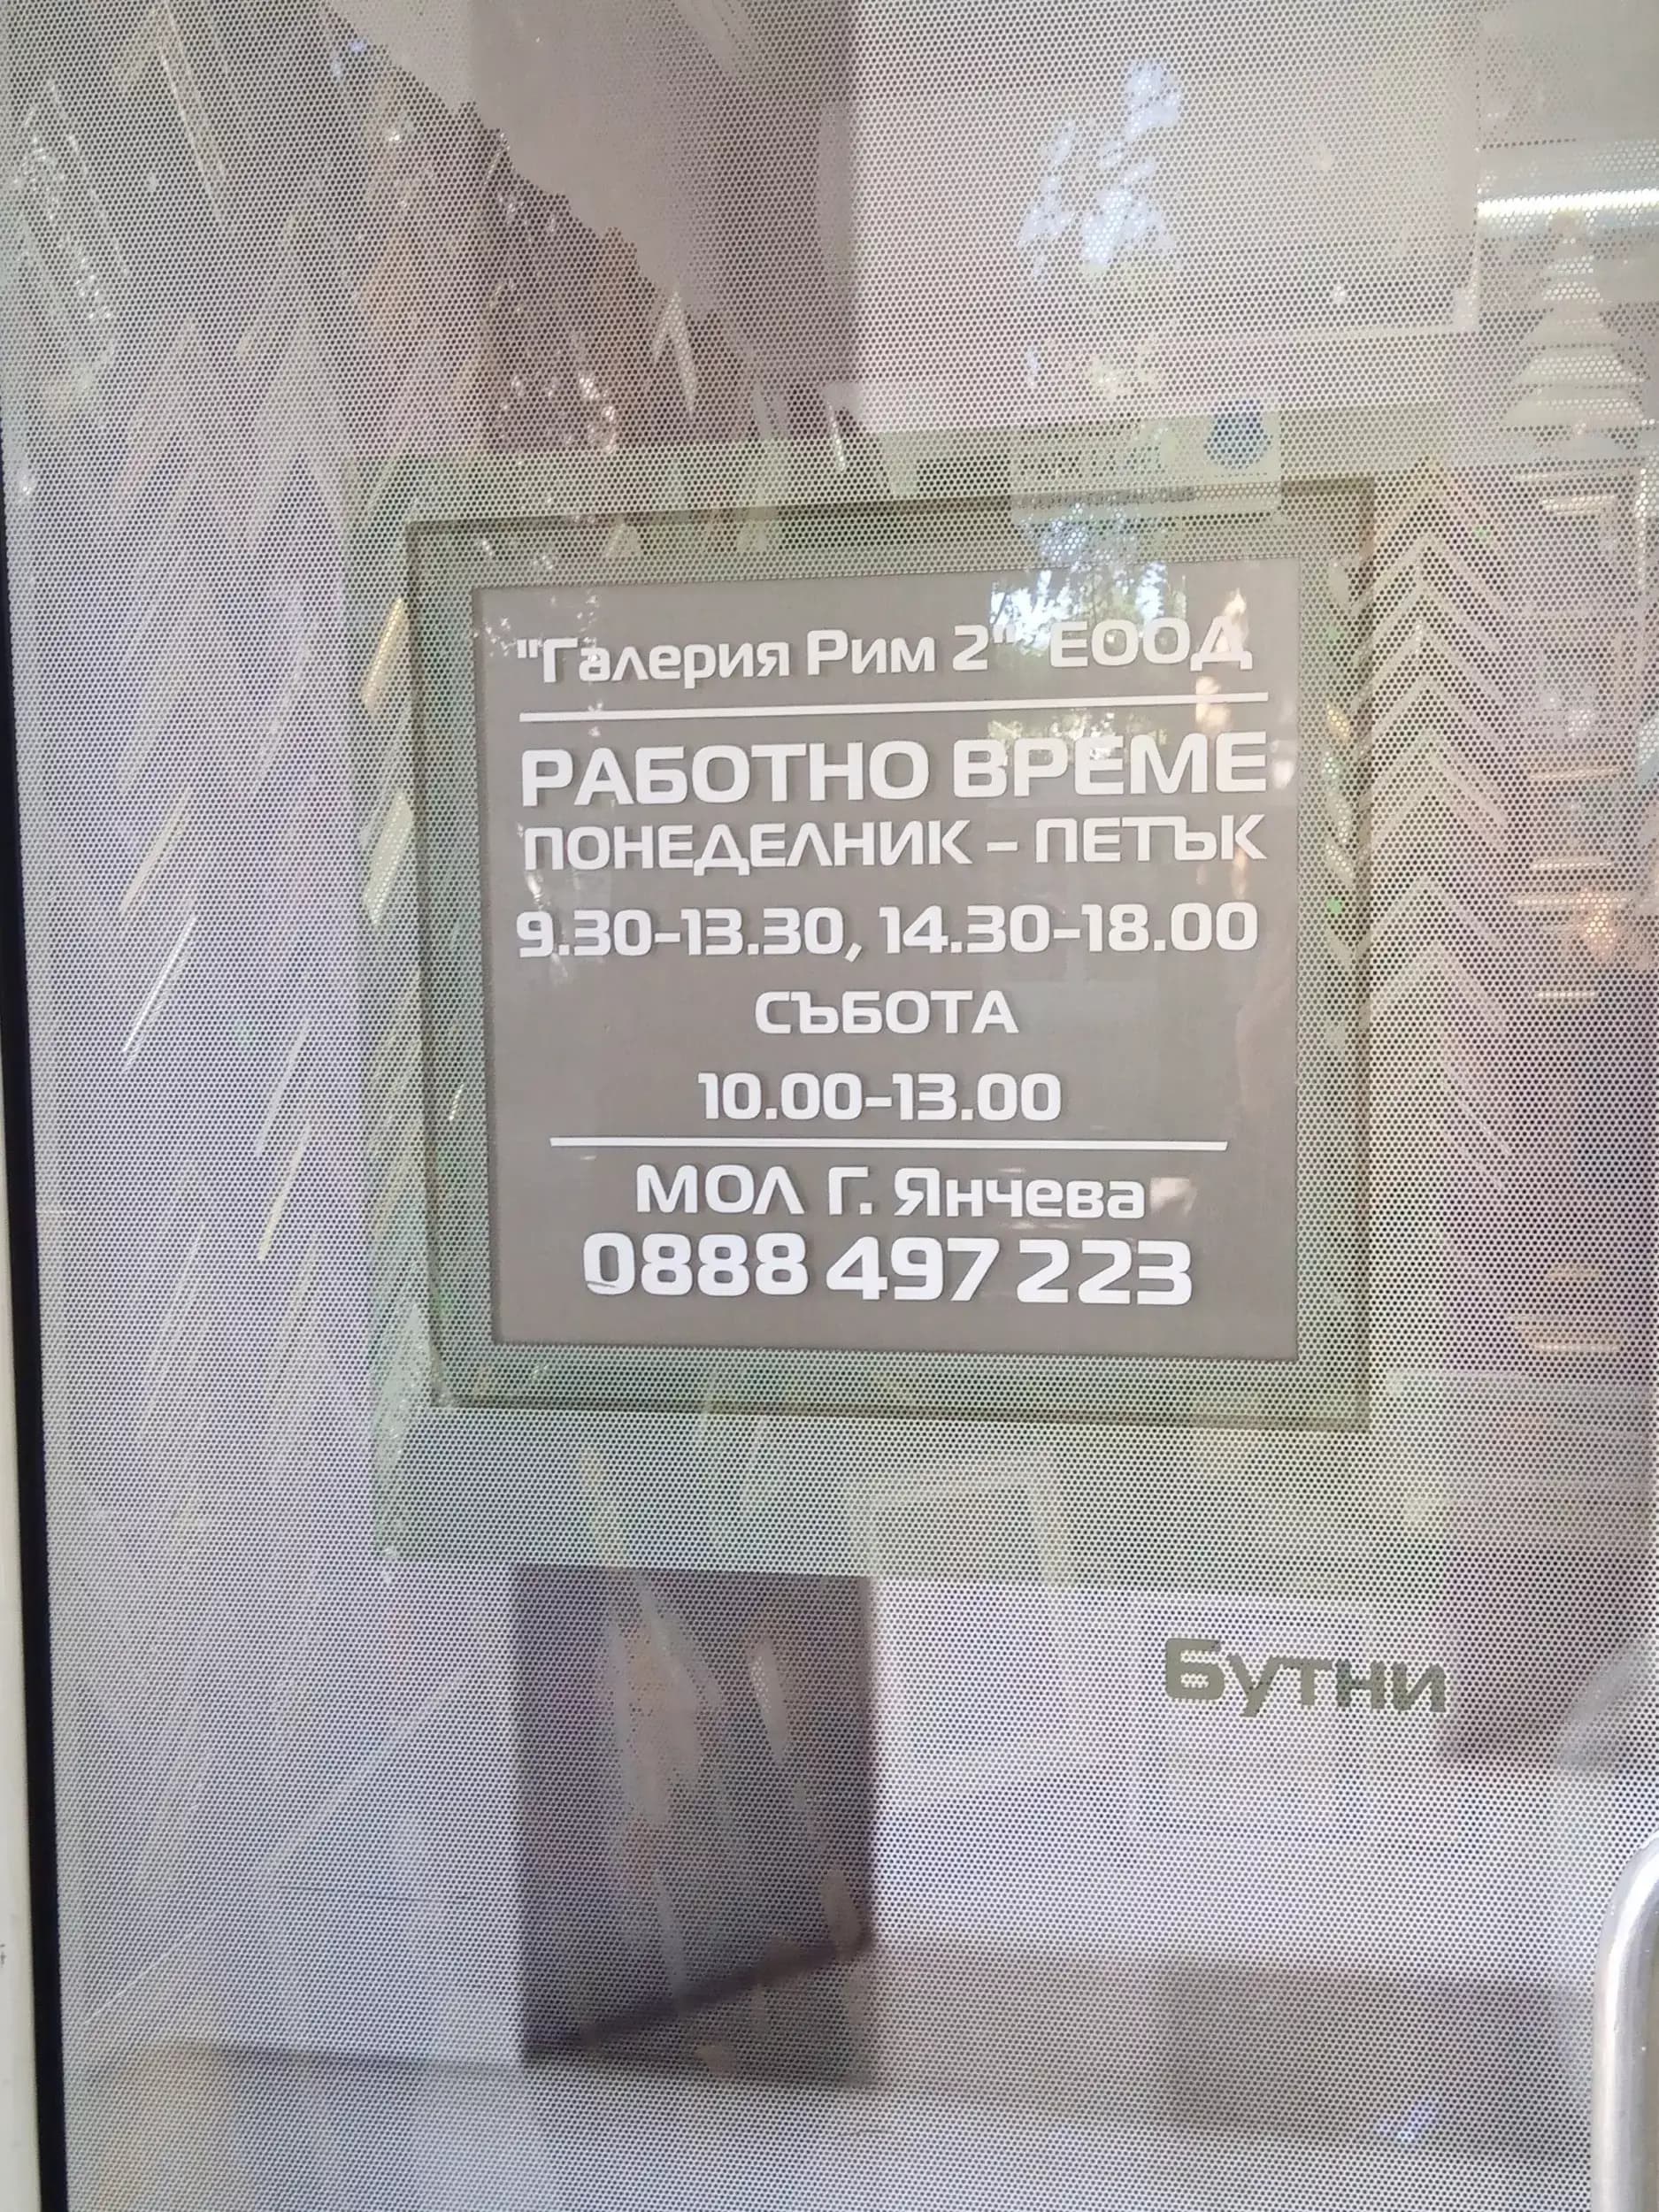 "Галерия Рим 2" ЕООД
РАБОТНО ВРЕМЕ
ПОНЕДЕЛНИК – ПЕТЪК
9.30-13.30, 14.30-18.00
СЪБОТА
10.00-13.00
МОЛ Г. Янчева
0888 497 223
Бутни